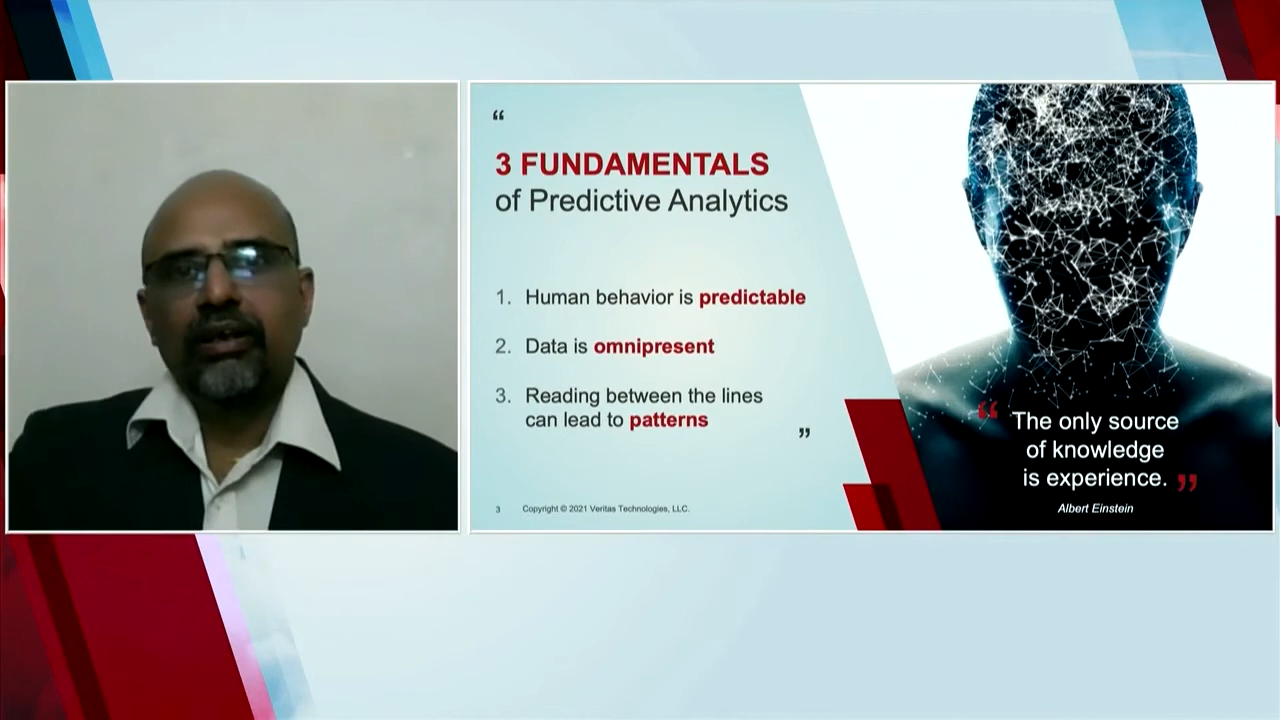 “
3 FUNDAMENTALS
of Predictive Analytics
1. Human behavior is predictable
2. Data is omnipresent
3. Reading between the lines
can lead to patterns
”
3 Copyright © 2021 Veritas Technologies, LLC.
“ The only source
of knowledge
is experience. ”
Albert Einstein